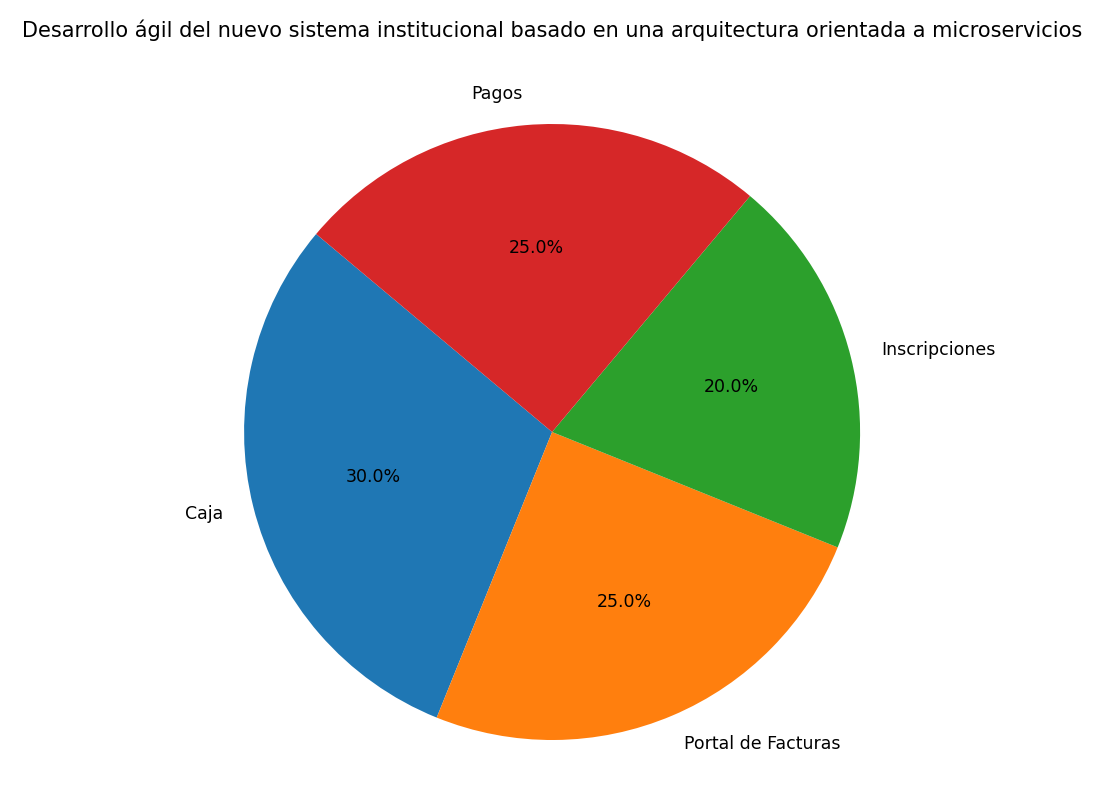 Desarrollo ágil del nuevo sistema institucional basado en una arquitectura orientada a microservicios
Pagos
25.0%
Inscripciones
20.0%
30.0%
Caja
25.0%
Portal de Facturas